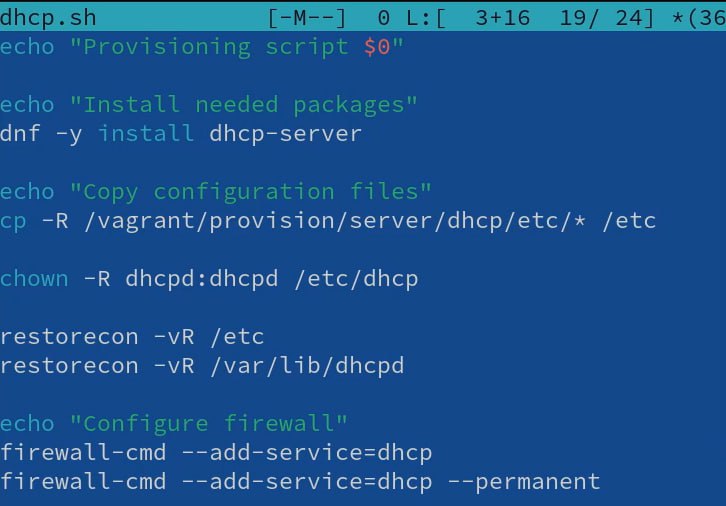 dhcp.sh [-M--] 0 L:[ 3+16 19/ 24] *(36
echo "Provisioning script $0"
echo "Install needed packages"
dnf -y install dhcp-server
echo "Copy configuration files"
cp -R /vagrant/provision/server/dhcp/etc/* /etc
chown -R dhcpd:dhcpd /etc/dhcp
restorecon -vR /etc
restorecon -vR /var/lib/dhcpd
echo "Configure firewall"
firewall-cmd --add-service=dhcp
firewall-cmd --add-service=dhcp --permanent